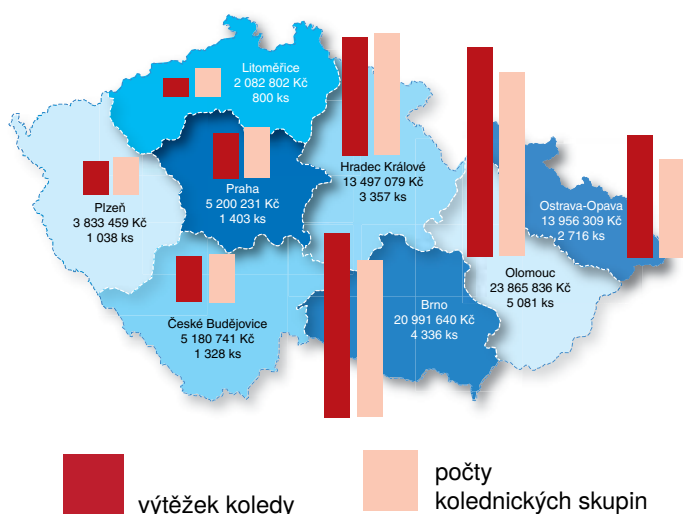 Litoměřice
2 082 802 Kč
800 ks
Hradec Králové
13 497 079 Kč
3 357 ks
Praha
5 200 231 Kč
1 403 ks
Plzeň
3 833 459 Kč
1 038 ks
Ostrava-Opava
13 956 309 Kč
2 716 ks
Olomouc
23 865 836 Kč
5 081 ks
Brno
20 991 640 Kč
4 336 ks
České Budějovice
5 180 741 Kč
1 328 ks
výtěžek koledy
počty
kolednických skupin